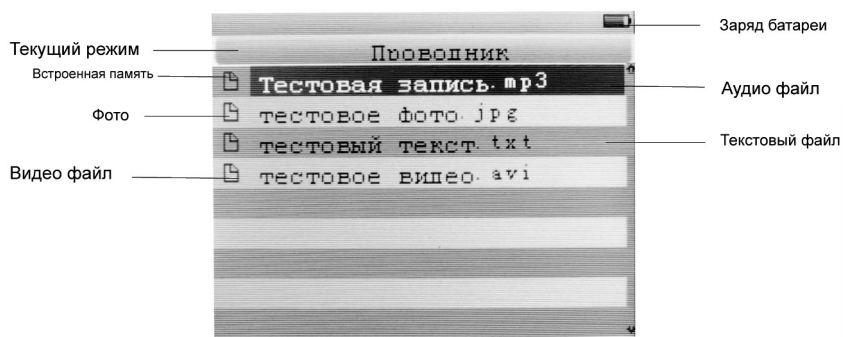 Заряд батареи
Текущий режим
Проводник
Встроенная память
Тестовая запись.mp3
Аудио файл
Фото
тестовое фото.jpg
тестовый текст.txt
Текстовый файл
Видео файл
тестовое видео.avi